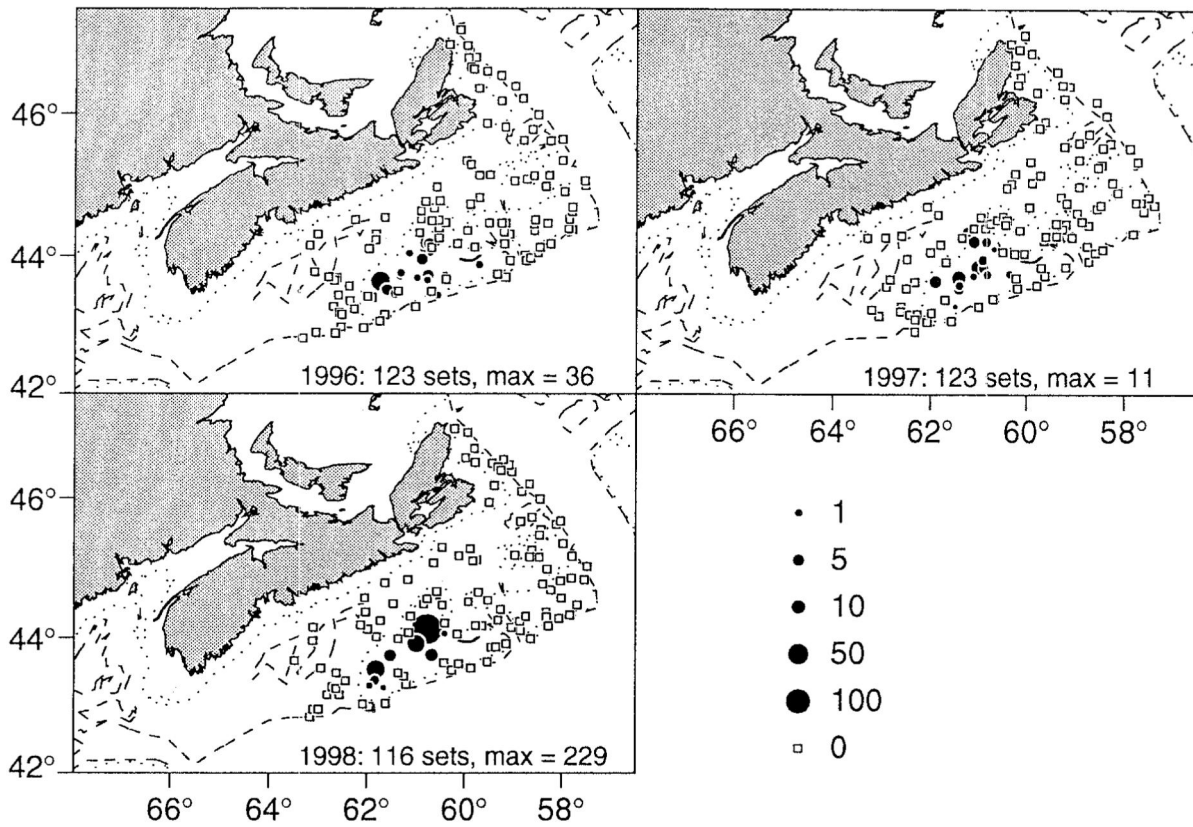 46°
44°
42°
1996: 123 sets, max = 36
1997: 123 sets, max = 11
66° 64° 62° 60° 58°
46°
44°
42°
1998: 116 sets, max = 229
66° 64° 62° 60° 58°
1
5
10
50
100
0